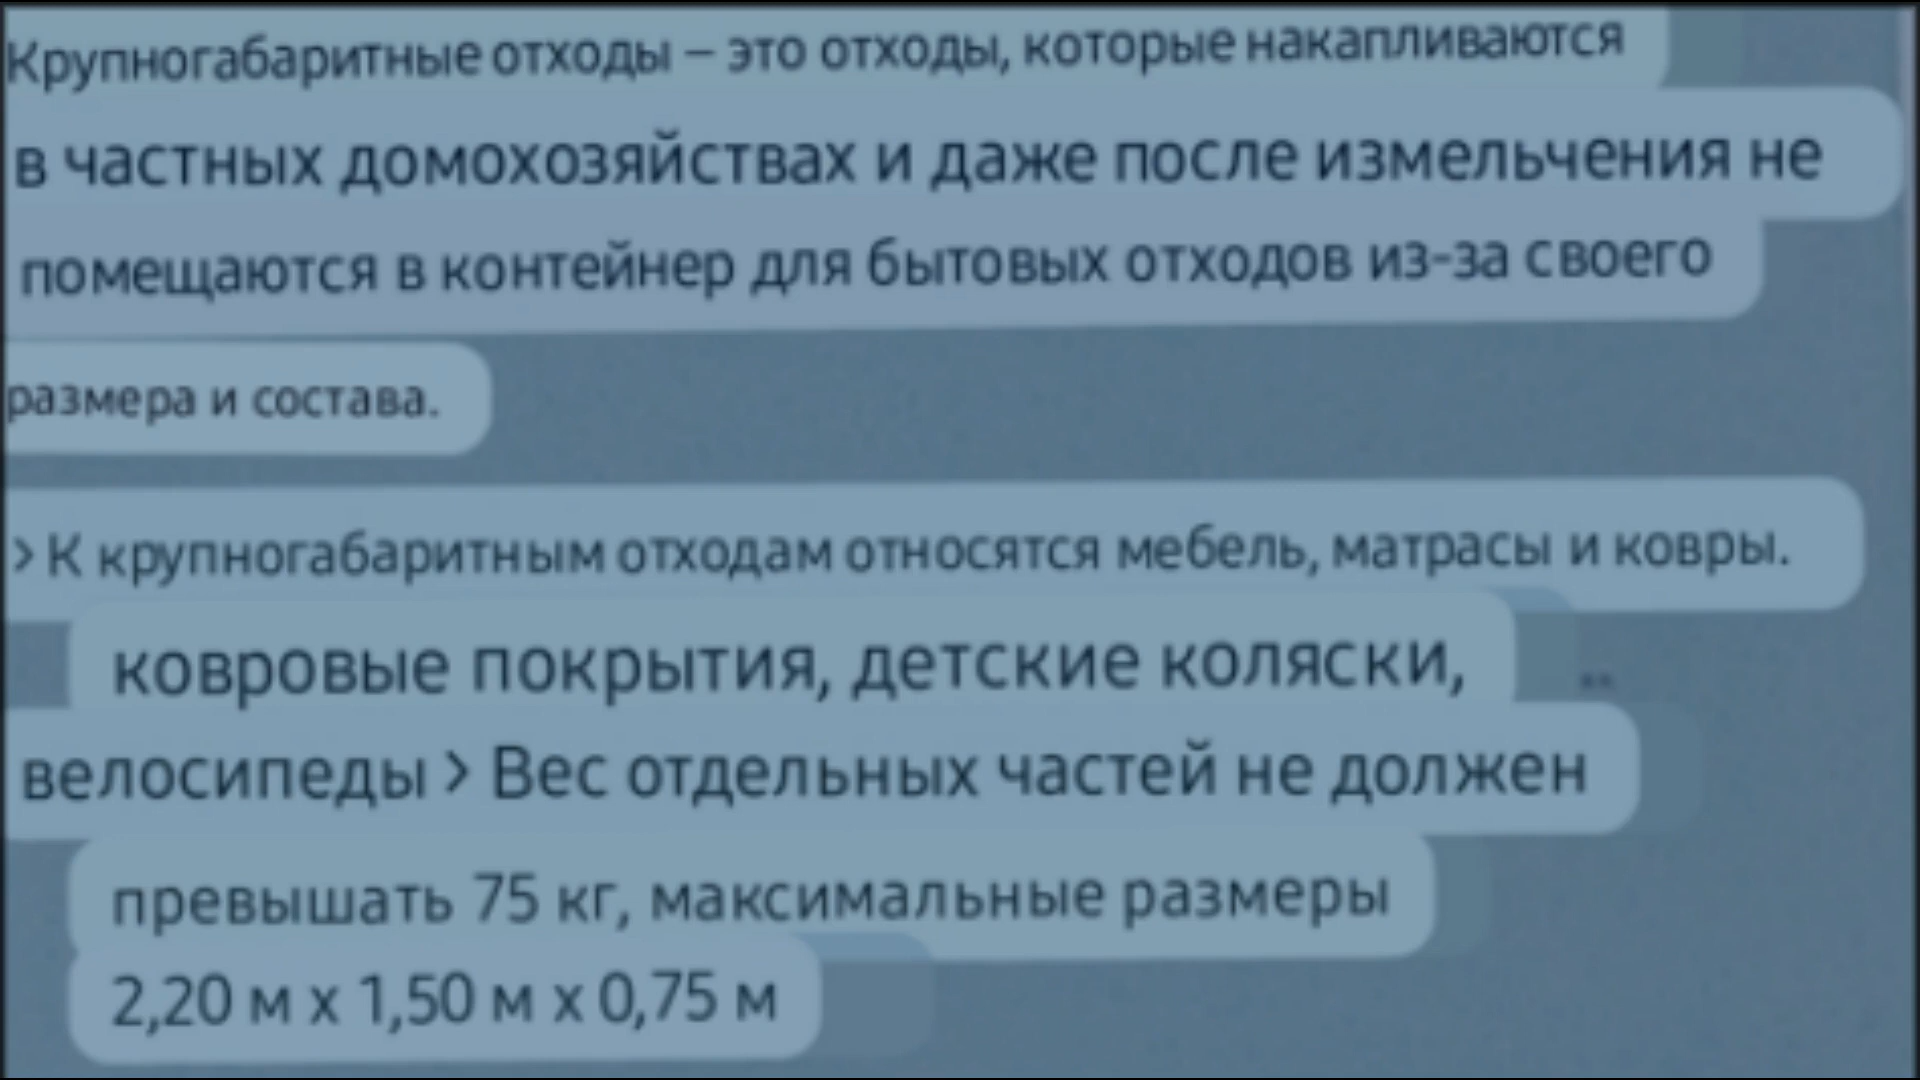 Крупногабаритные отходы – это отходы, которые накапливаются
в частных домохозяйствах и даже после измельчения не
помещаются в контейнер для бытовых отходов из-за своего
размера и состава.
> К крупногабаритным отходам относятся мебель, матрасы и ковры.
ковровые покрытия, детские коляски,
велосипеды > Вес отдельных частей не должен
превышать 75 кг, максимальные размеры
2,20 м х 1,50 м х 0,75 м